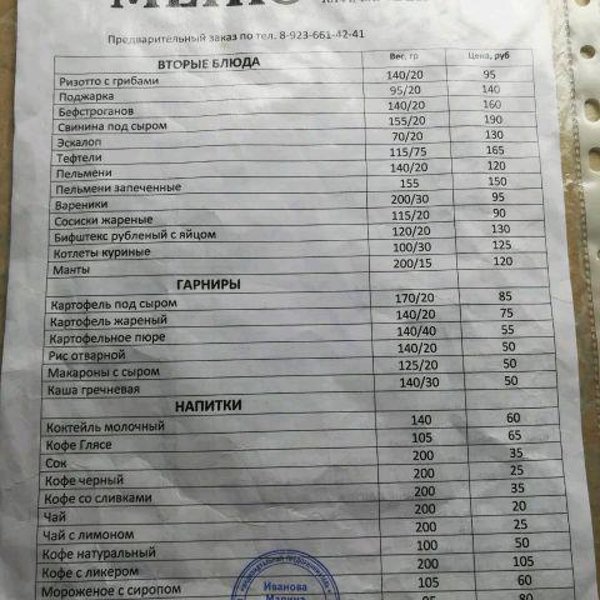 МЕНЮ
Предварительный заказ по тел. 8-923-661-42-41
ВТОРЫЕ БЛЮДА Вес, гр Цена, руб
Ризотто с грибами 140/20 95
Поджарка 95/20 140
Бефстроганов 140/20 160
Свинина под сыром 155/20 190
Эскалоп 70/20 130
Тефтели 115/75 165
Пельмени 140/20 120
Пельмени запеченные 155 150
Вареники 200/30 95
Сосиски жареные 115/20 90
Бифштекс рубленый с яйцом 120/20 130
Котлеты куриные 100/30 125
Манты 200/15 120
ГАРНИРЫ
Картофель под сыром 170/20 85
Картофель жареный 140/20 75
Картофельное пюре 140/40 55
Рис отварной 140/20 50
Макароны с сыром 125/20 50
Каша гречневая 140/30 50
НАПИТКИ
Коктейль молочный 140 60
Кофе Глясе 105 65
Сок 200 35
Кофе черный 200 25
Кофе со сливками 200 35
Чай 200 20
Чай с лимоном 200 25
Кофе натуральный 100 50
Кофе с ликером 200 105
Мороженое с сиропом 105 60
95 80
Иванова
Марина